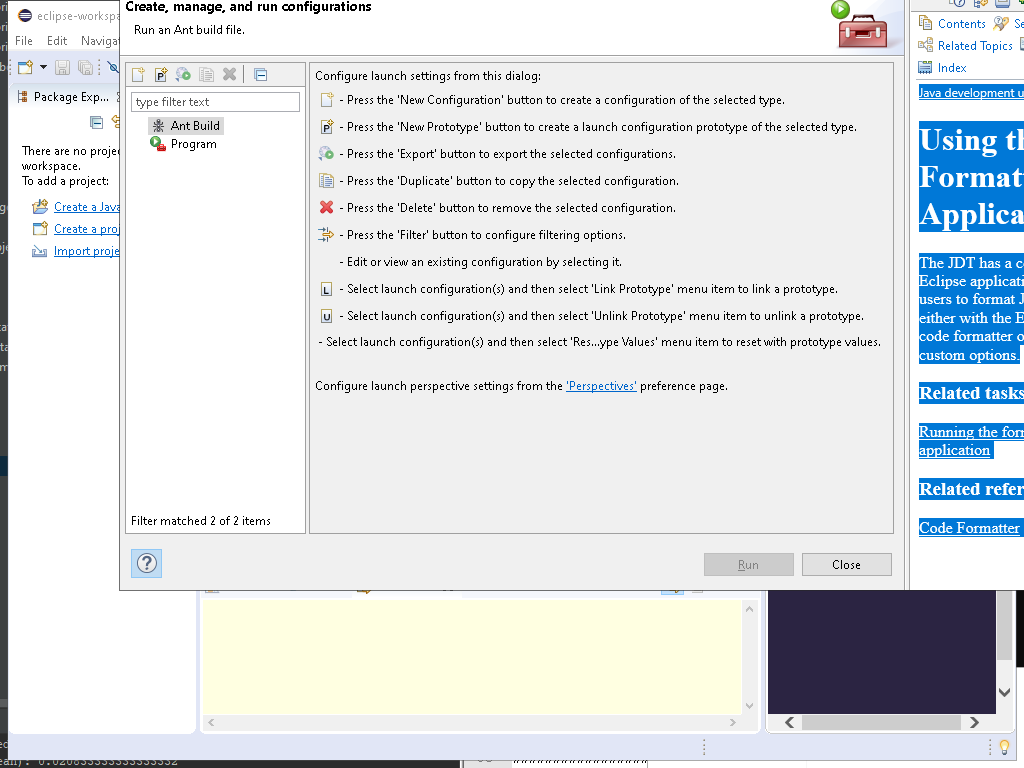 Create, manage, and run configurations
Run an Ant build file.
eclipse-workspa
File Edit Navigat
Package Exp...
There are no proje
workspace.
To add a project:
Create a Java
Create a proj
Import proje
type filter text
Ant Build
Program
Filter matched 2 of 2 items
Configure launch settings from this dialog:
- Press the 'New Configuration' button to create a configuration of the selected type.
P - Press the 'New Prototype' button to create a launch configuration prototype of the selected type.
- Press the 'Export' button to export the selected configurations.
- Press the 'Duplicate' button to copy the selected configuration.
- Press the 'Delete' button to remove the selected configuration.
- Press the 'Filter' button to configure filtering options.
- Edit or view an existing configuration by selecting it.
L - Select launch configuration(s) and then select 'Link Prototype' menu item to link a prototype.
U - Select launch configuration(s) and then select 'Unlink Prototype' menu item to unlink a prototype.
- Select launch configuration(s) and then select 'Res...ype Values' menu item to reset with prototype values.
Configure launch perspective settings from the 'Perspectives' preference page.
?
Run
Close
Contents Se
Related Topics
Index
Java development u
Using th
Formatt
Applica
The JDT has a co
Eclipse applicati
users to format J
either with the E
code formatter o
custom options.
Related tasks
Running the form
application
Related refer
Code Formatter
ean): 0.020833333333333332